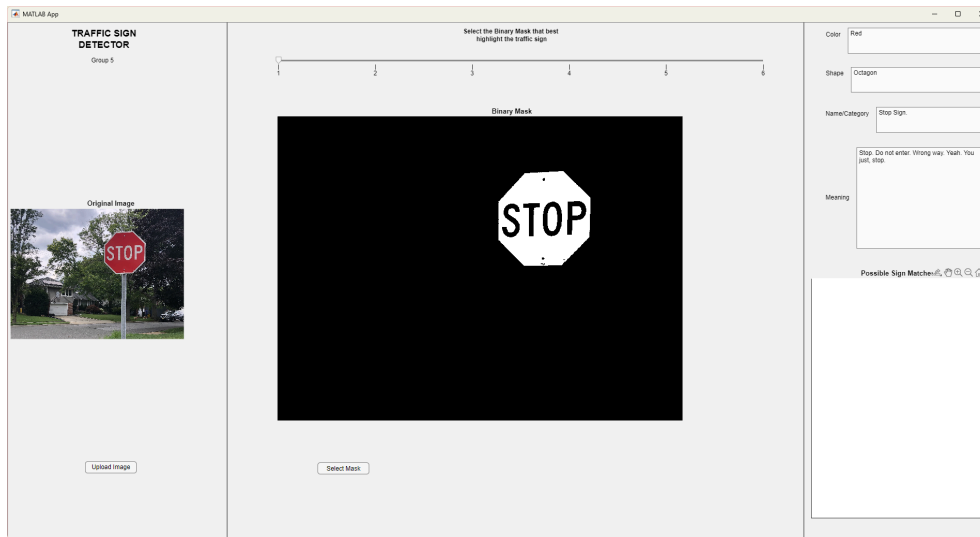 MATLAB App
TRAFFIC SIGN
DETECTOR
Group 5
Original Image
STOP
Upload Image
Select the Binary Mask that best
highlight the traffic sign
1 2 3 4 5 6
Binary Mask
STOP
Select Mask
Color Red
Shape Octagon
Name/Category Stop Sign.
Meaning
Stop. Do not enter. Wrong way. Yeah. You
just, stop.
Possible Sign Matches